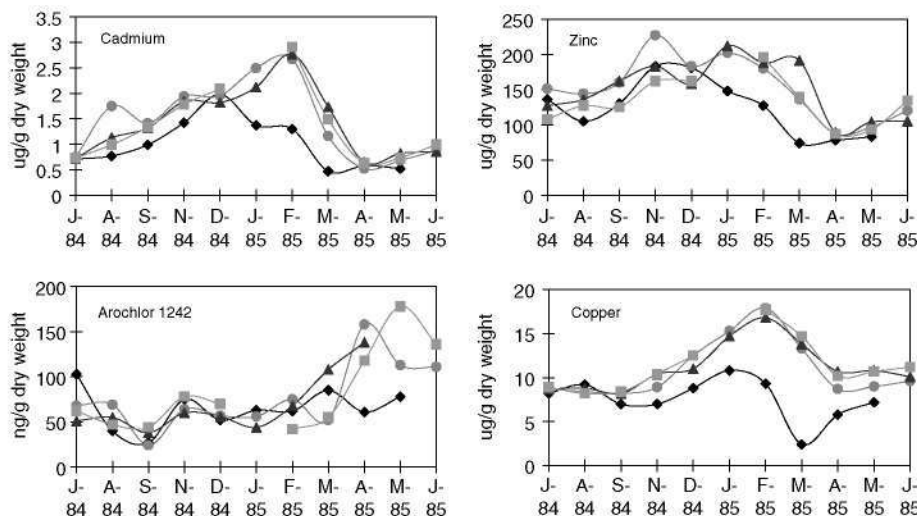 3.5
3
2.5
2
1.5
1
0.5
0
Cadmium
ug/g dry weight
J- A- S- N- D- J- F- M- A- M- J-
84 84 84 84 84 85 85 85 85 85 85
250
200
150
100
50
0
Zinc
ug/g dry weight
J- A- S- N- D- J- F- M- A- M- J-
84 84 84 84 84 85 85 85 85 85 85
200
150
100
50
0
Arochlor 1242
ng/g dry weight
J- A- S- N- D- J- F- M- A- M- J-
84 84 84 84 84 85 85 85 85 85 85
20
15
10
5
0
Copper
ug/g dry weight
J- A- S- N- D- J- F- M- A- M- J-
84 84 84 84 84 85 85 85 85 85 85